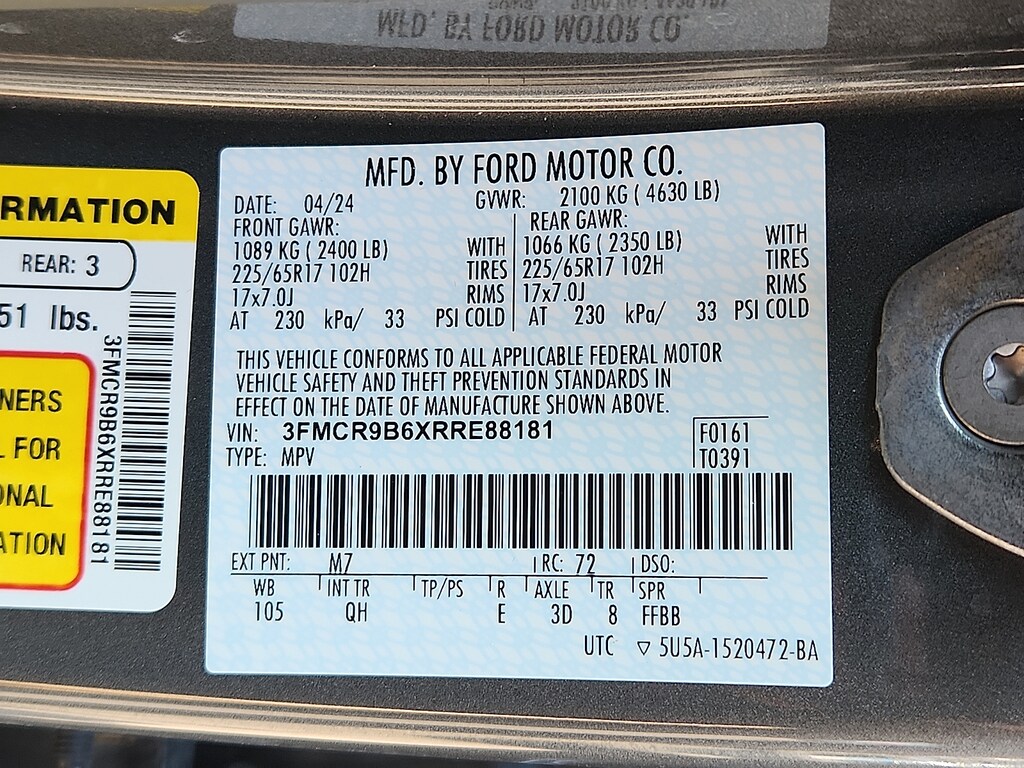 WLD. BY FORD MOTOR CO.
RMATION
REAR: 3
51 lbs.
NERS
L FOR
ONAL
ATION
3FMCR9B6XRRE88181
MFD. BY FORD MOTOR CO.
DATE: 04/24 GVWR: 2100 KG ( 4630 LB)
FRONT GAWR: REAR GAWR:
1089 KG ( 2400 LB) WITH 1066 KG ( 2350 LB) WITH
225/65R17 102H TIRES 225/65R17 102H TIRES
17x7.0J RIMS 17x7.0J RIMS
AT 230 kPa/ 33 PSI COLD AT 230 kPa/ 33 PSI COLD
THIS VEHICLE CONFORMS TO ALL APPLICABLE FEDERAL MOTOR
VEHICLE SAFETY AND THEFT PREVENTION STANDARDS IN
EFFECT ON THE DATE OF MANUFACTURE SHOWN ABOVE.
VIN: 3FMCR9B6XRRE88181 F0161
TYPE: MPV T0391
EXT PNT: M7 RC: 72 DSO:
WB INT TR TP/PS R AXLE TR SPR
105 QH E 3D 8 FFBB
UTC ▽ 5U5A-1520472-BA